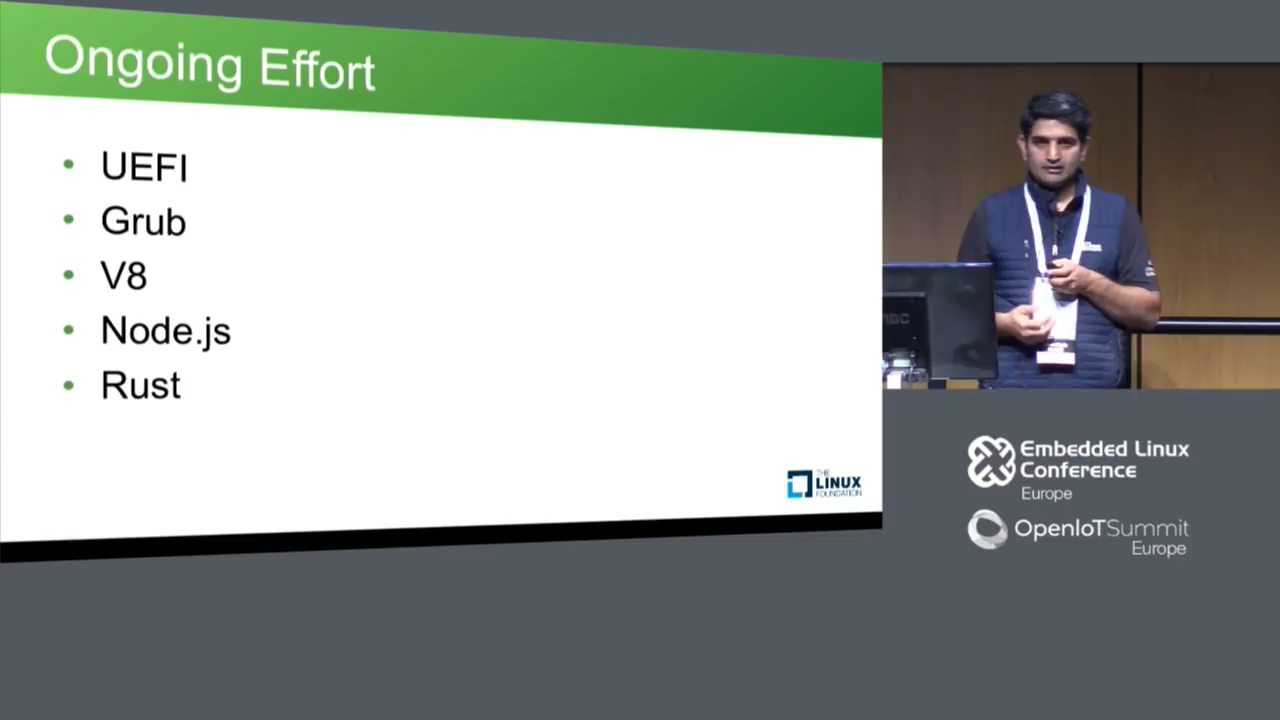 Ongoing Effort
UEFI
Grub
V8
Node.js
Rust
THE
LINUX
FOUNDATION
Embedded Linux
Conference
Europe
OpenIoTSummit
Europe